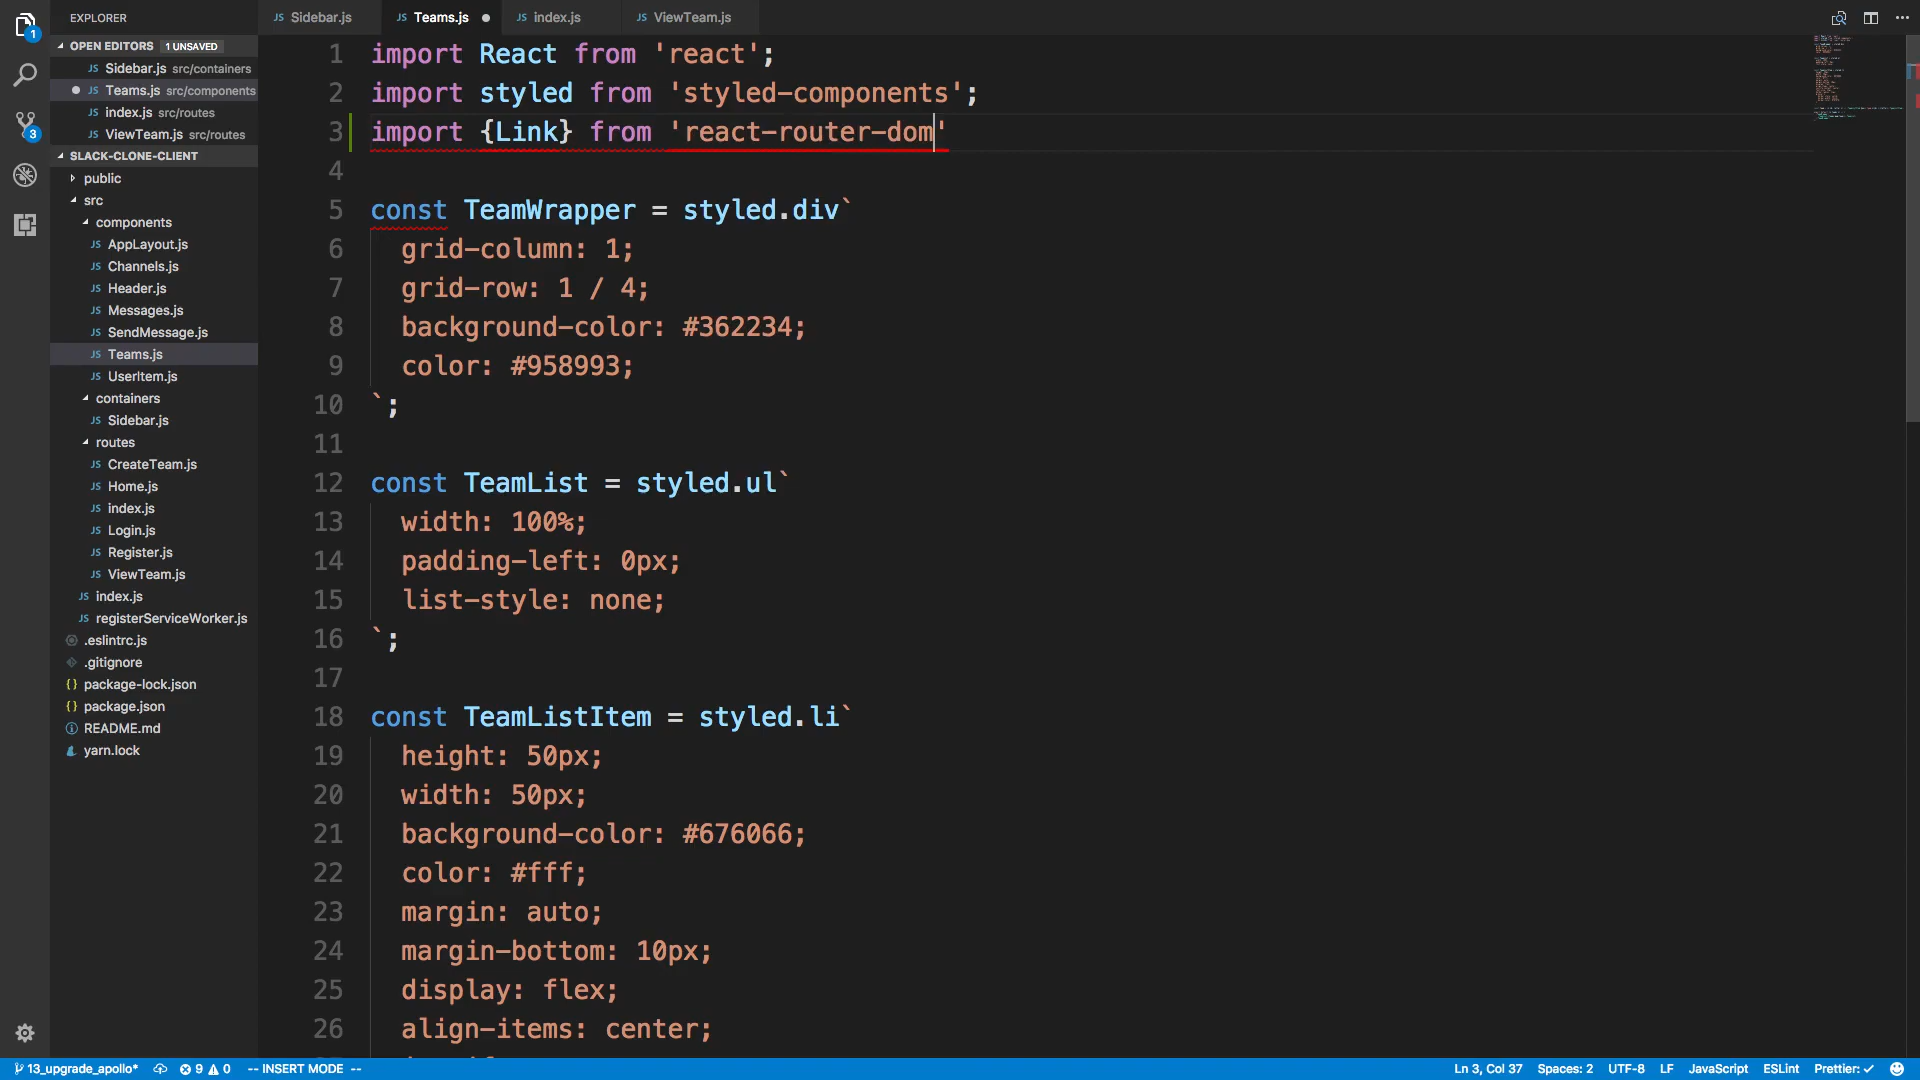 EXPLORER
OPEN EDITORS 1 UNSAVED
JS Sidebar.js src/containers
JS Teams.js src/components
JS index.js src/routes
JS ViewTeam.js src/routes
SLACK-CLONE-CLIENT
public
src
components
JS AppLayout.js
JS Channels.js
JS Header.js
JS Messages.js
JS SendMessage.js
JS Teams.js
JS UserItem.js
containers
JS Sidebar.js
routes
JS CreateTeam.js
JS Home.js
JS index.js
JS Login.js
JS Register.js
JS ViewTeam.js
JS index.js
JS registerServiceWorker.js
.eslintrc.js
.gitignore
{} package-lock.json
{} package.json
README.md
yarn.lock
1
3
JS Sidebar.js JS Teams.js JS index.js JS ViewTeam.js
1 import React from 'react';
2 import styled from 'styled-components';
3 import {Link} from 'react-router-dom'
4
5 const TeamWrapper = styled.div`
6 grid-column: 1;
7 grid-row: 1 / 4;
8 background-color: #362234;
9 color: #958993;
10 `;
11
12 const TeamList = styled.ul`
13 width: 100%;
14 padding-left: 0px;
15 list-style: none;
16 `;
17
18 const TeamListItem = styled.li`
19 height: 50px;
20 width: 50px;
21 background-color: #676066;
22 color: #fff;
23 margin: auto;
24 margin-bottom: 10px;
25 display: flex;
26 align-items: center;
13_upgrade_apollo* 9 0 -- INSERT MODE -- Ln 3, Col 37 Spaces: 2 UTF-8 LF JavaScript ESLint Prettier: ✓